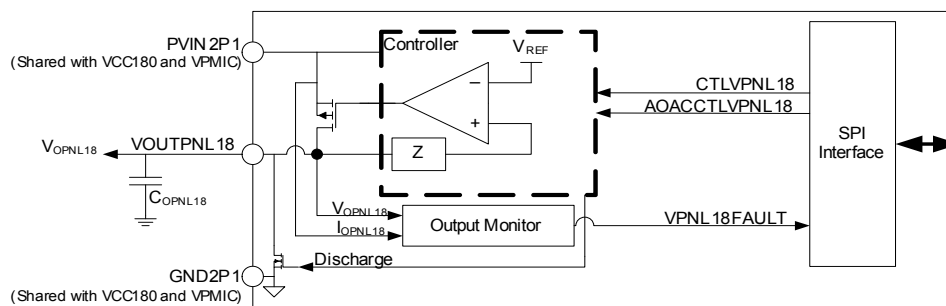 PVIN2P1
(Shared with VCC180 and VPMIC)
Controller
VREF
−
+
Z
CTLVPNL18
AOACCTLVPNL18
SPI
Interface
VOPNL18
VOUTPNL18
COPNL18
VOPNL18
IOPNL18
Output Monitor
VPNL18FAULT
Discharge
GND2P1
(Shared with VCC180 and VPMIC)